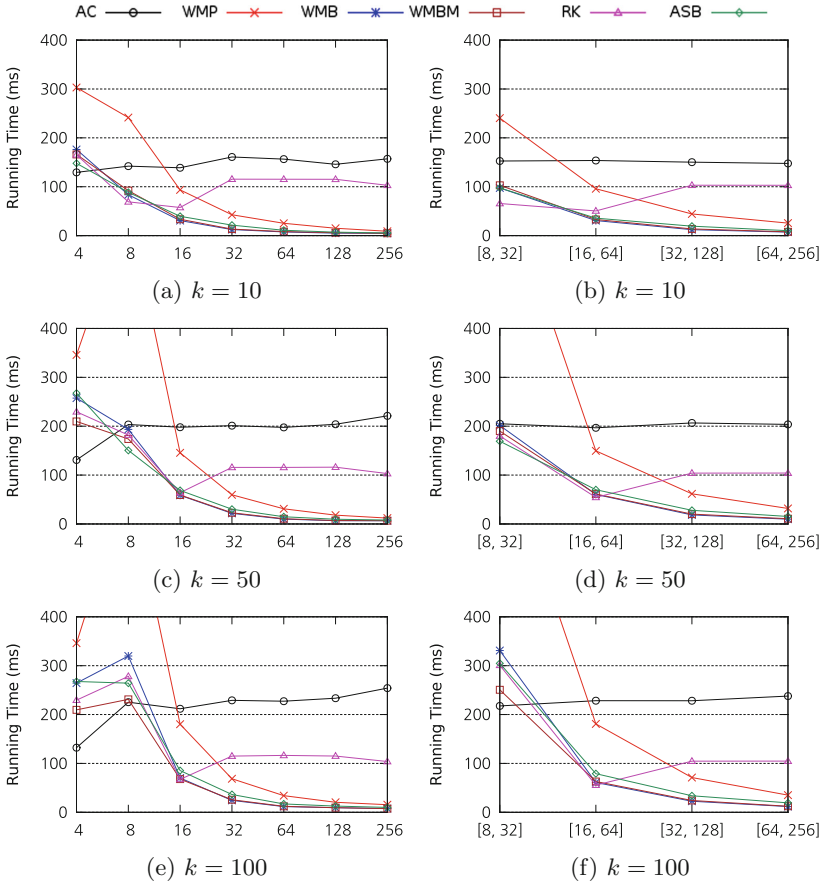 AC WMP WMB WMBM RK ASB
400
300
200
100
0
Running Time (ms)
4 8 16 32 64 128 256
(a) k = 10
400
300
200
100
0
Running Time (ms)
[8, 32] [16, 64] [32, 128] [64, 256]
(b) k = 10
400
300
200
100
0
Running Time (ms)
4 8 16 32 64 128 256
(c) k = 50
400
300
200
100
0
Running Time (ms)
[8, 32] [16, 64] [32, 128] [64, 256]
(d) k = 50
400
300
200
100
0
Running Time (ms)
4 8 16 32 64 128 256
(e) k = 100
400
300
200
100
0
Running Time (ms)
[8, 32] [16, 64] [32, 128] [64, 256]
(f) k = 100